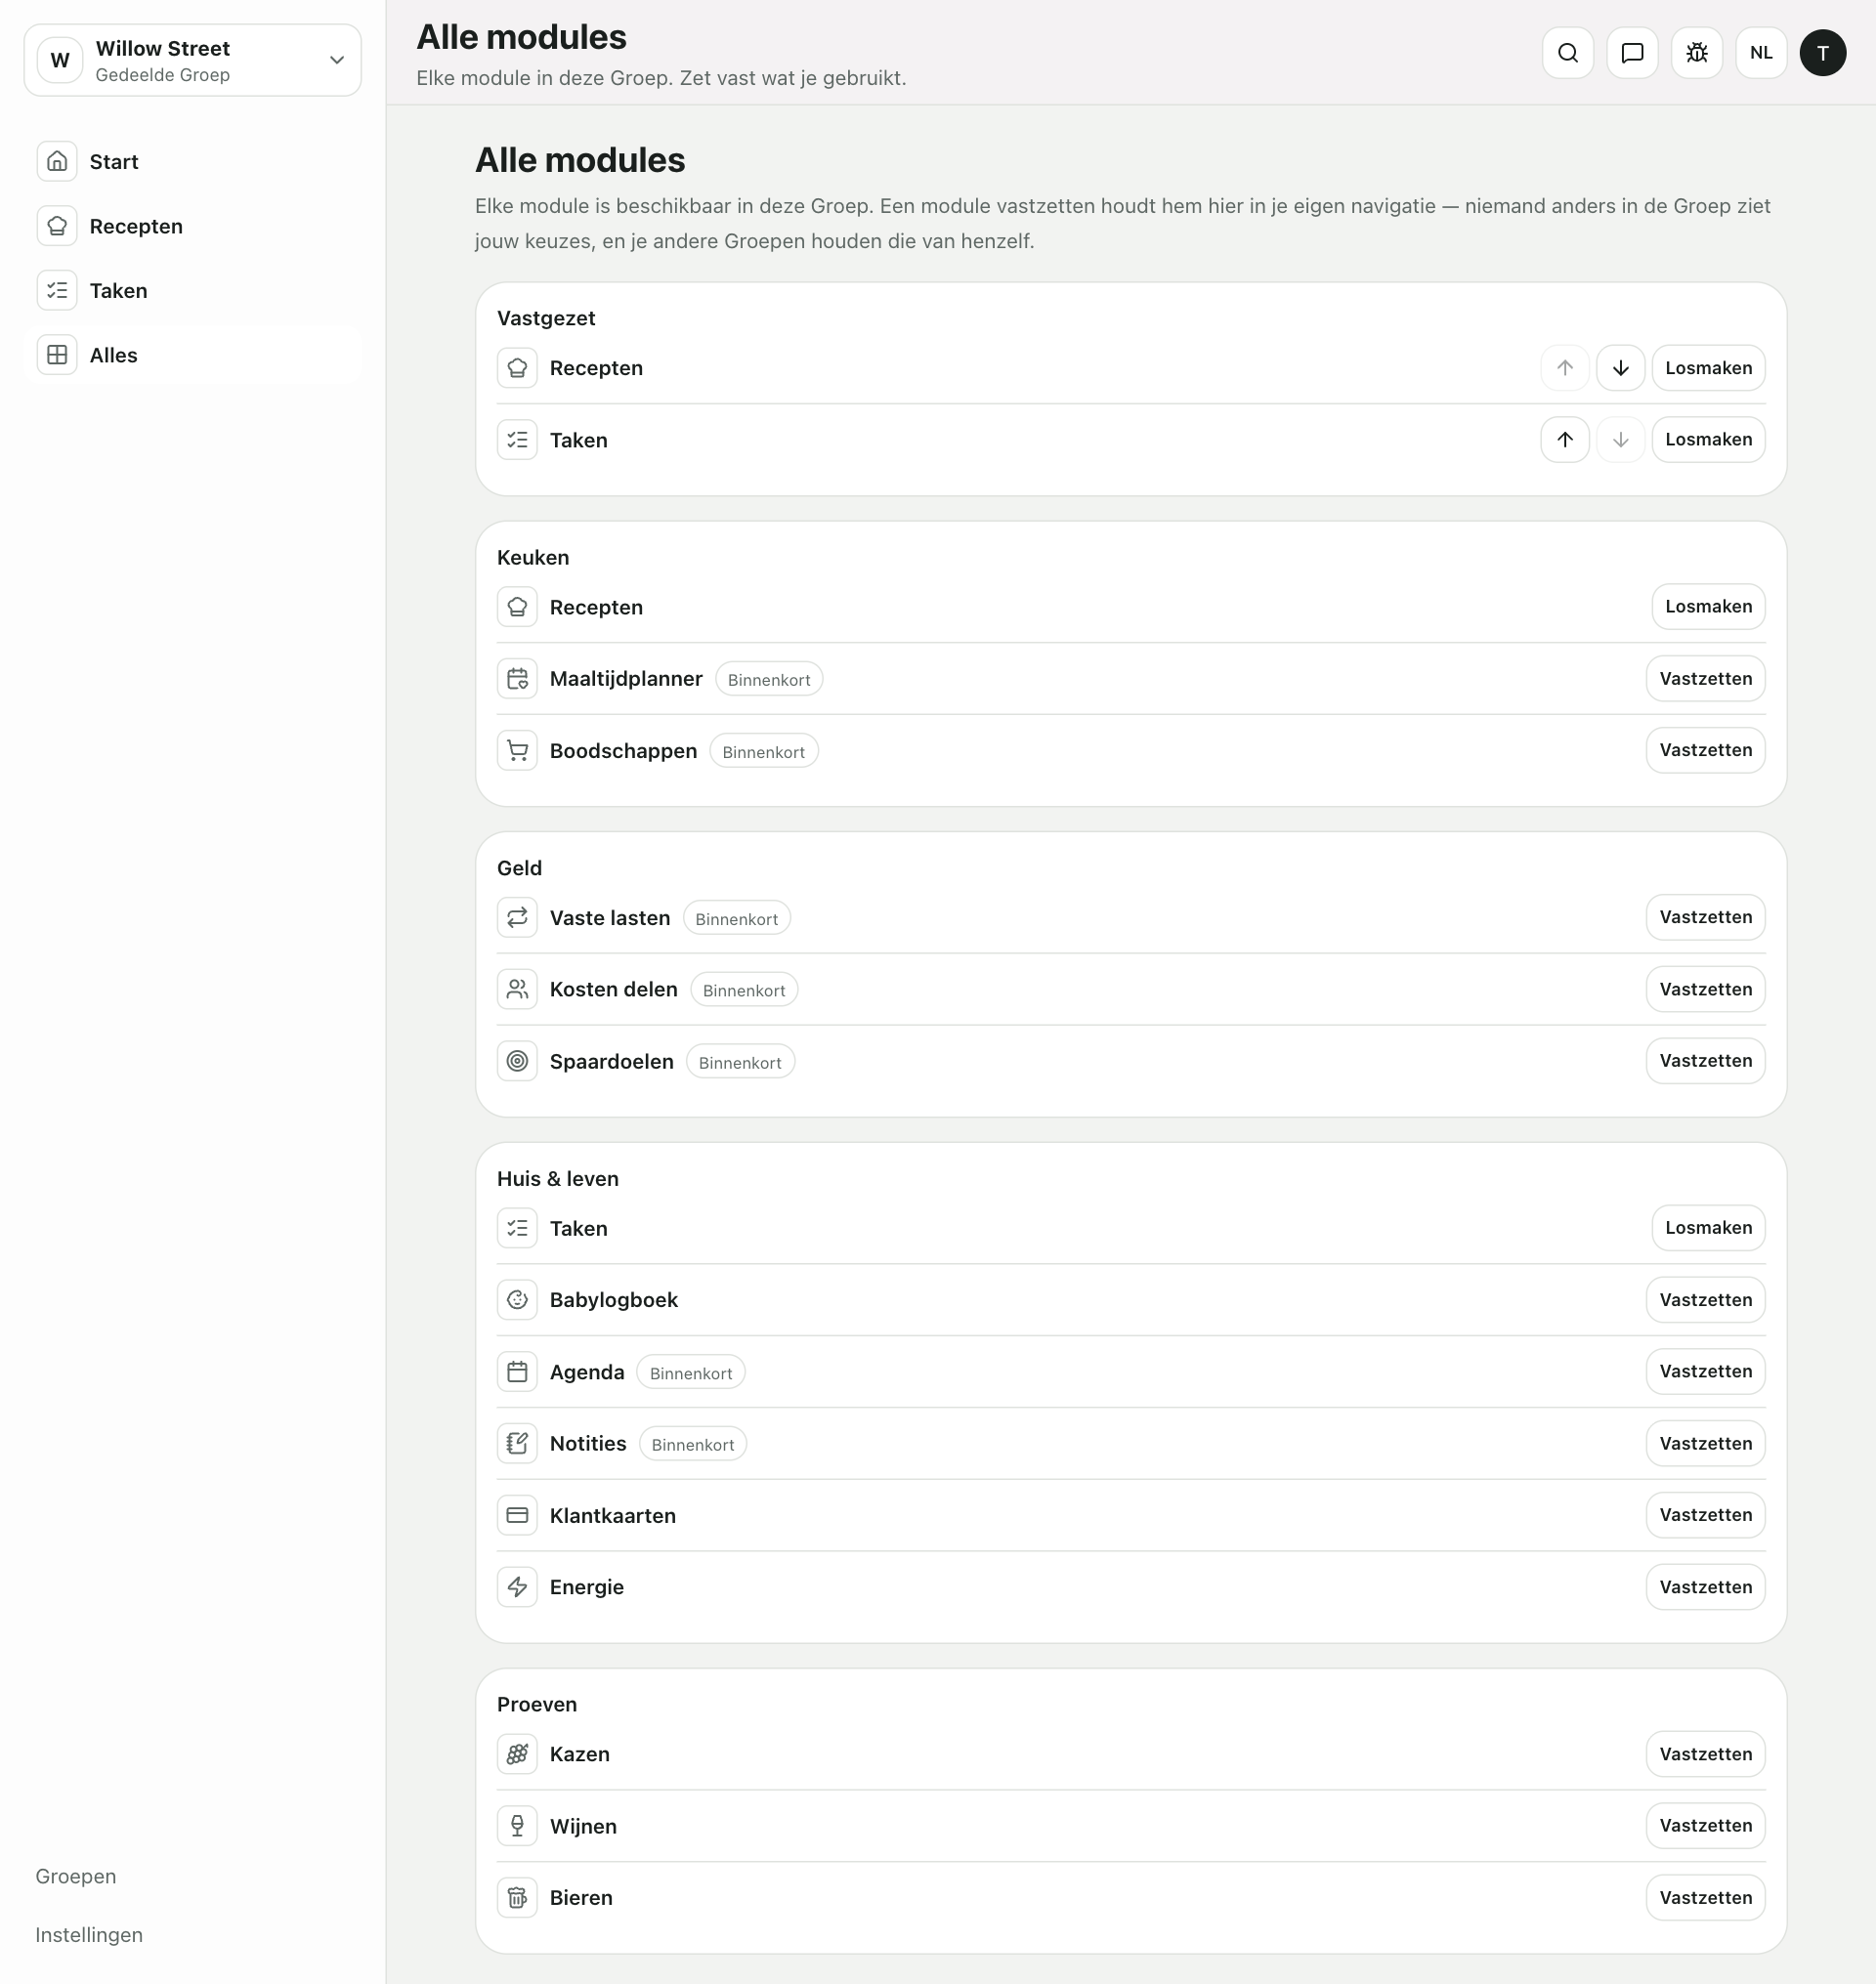 W
Willow Street
Gedeelde Groep
Start
Recepten
Taken
Alles
Groepen
Instellingen
Alle modules
Elke module in deze Groep. Zet vast wat je gebruikt.
NL
T
Alle modules
Elke module is beschikbaar in deze Groep. Een module vastzetten houdt hem hier in je eigen navigatie — niemand anders in de Groep ziet
jouw keuzes, en je andere Groepen houden die van henzelf.
Vastgezet
Recepten Losmaken
Taken Losmaken
Keuken
Recepten Losmaken
Maaltijdplanner Binnenkort Vastzetten
Boodschappen Binnenkort Vastzetten
Geld
Vaste lasten Binnenkort Vastzetten
Kosten delen Binnenkort Vastzetten
Spaardoelen Binnenkort Vastzetten
Huis & leven
Taken Losmaken
Babylogboek Vastzetten
Agenda Binnenkort Vastzetten
Notities Binnenkort Vastzetten
Klantkaarten Vastzetten
Energie Vastzetten
Proeven
Kazen Vastzetten
Wijnen Vastzetten
Bieren Vastzetten